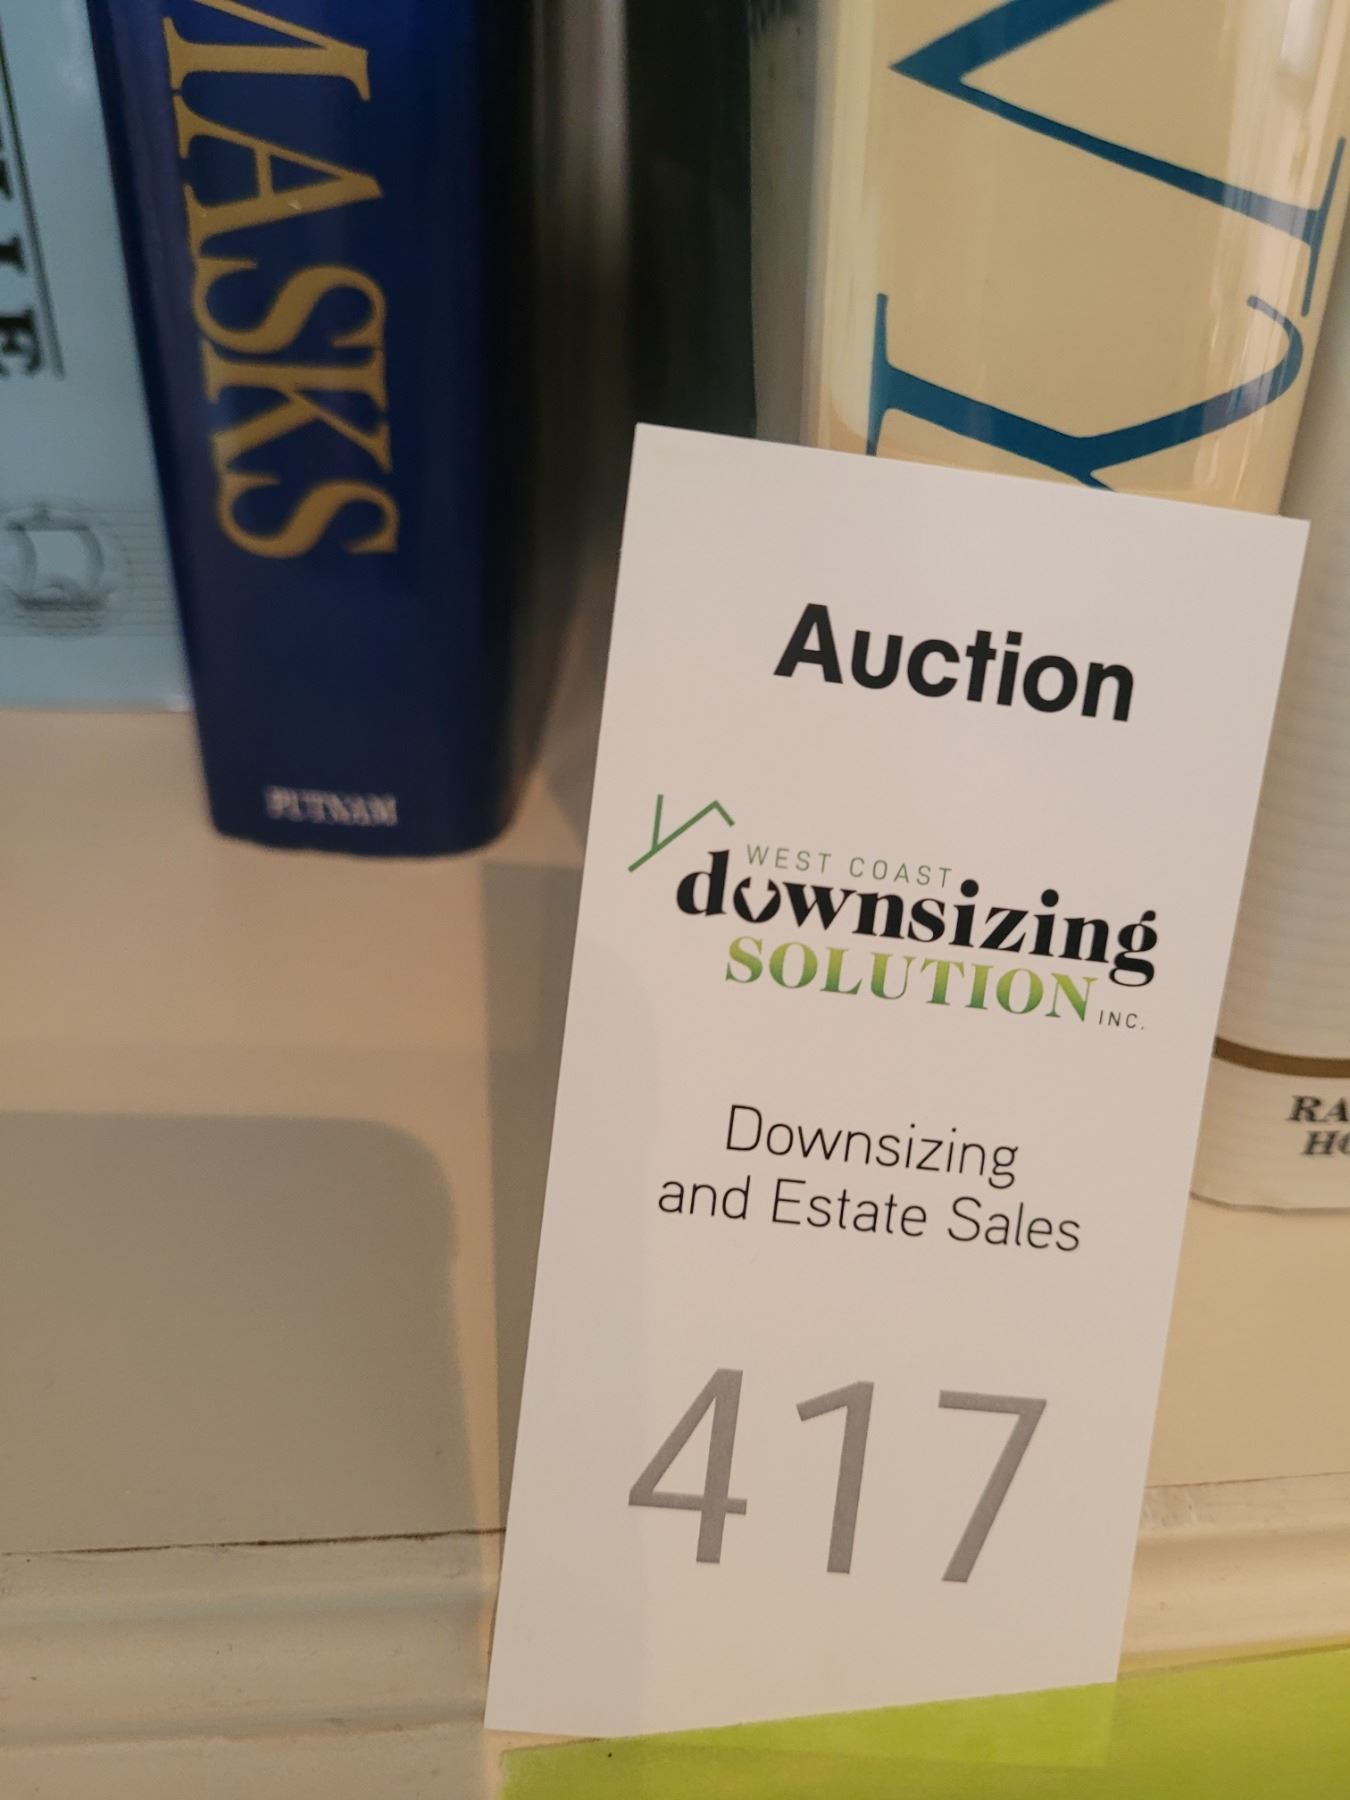 MASKS
PUTNAM
Auction
WEST COAST
downsizing
SOLUTION INC.
Downsizing
and Estate Sales
417